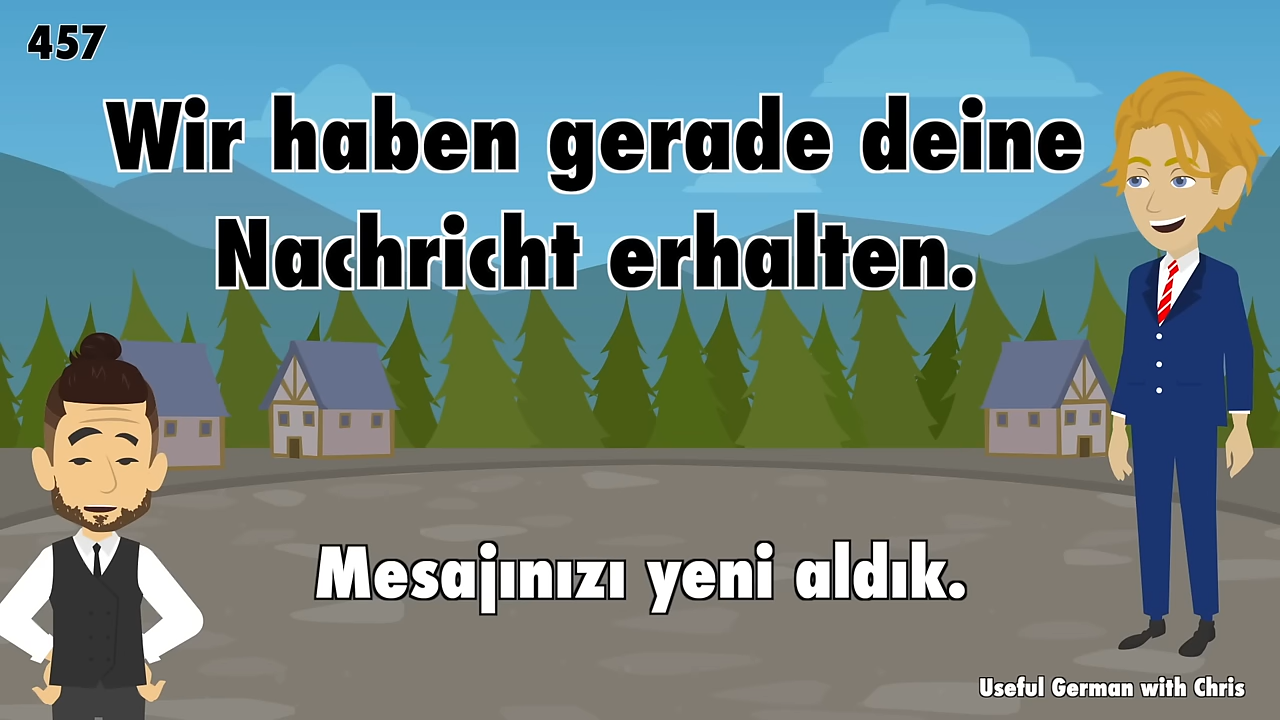 457
Wir haben gerade deine
Nachricht erhalten.
Mesajınızı yeni aldık.
Useful German with Chris